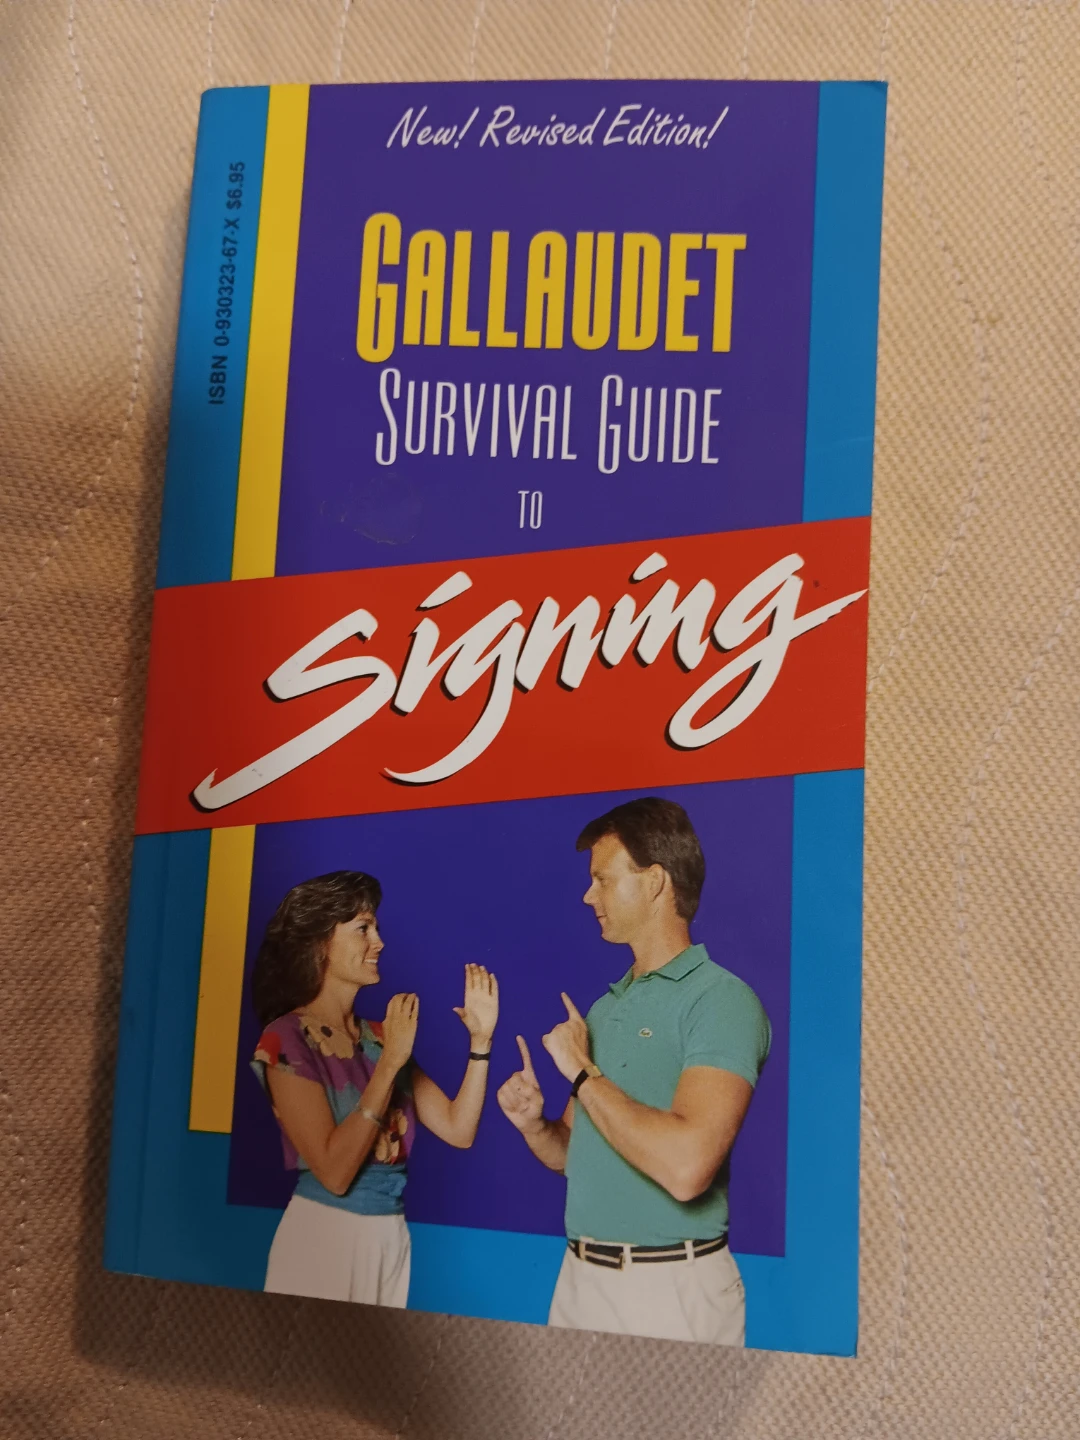 New! Revised Edition!
GALLAUDET
SURVIVAL GUIDE
TO
Signing
ISBN 0-930323-67-X $6.95